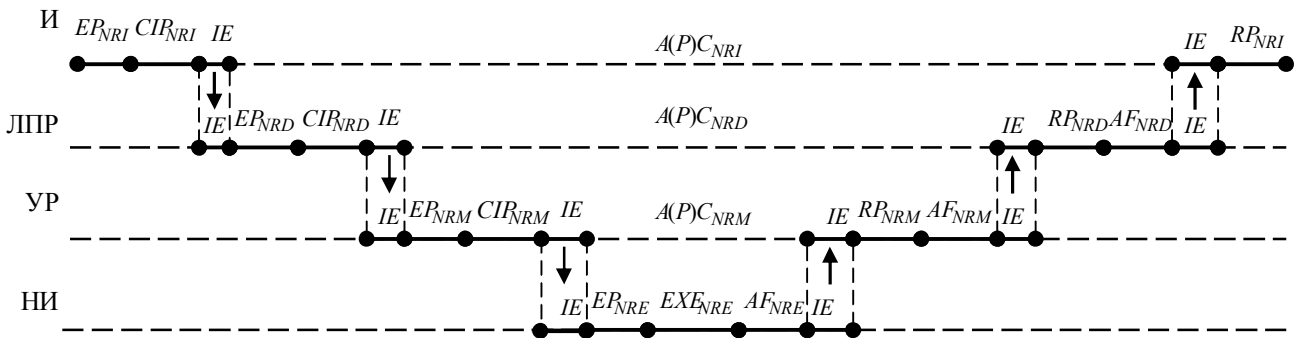 И EP_NRI CIP_NRI IE A(P)C_NRI IE RP_NRI
ЛПР IE EP_NRD CIP_NRD IE A(P)C_NRD IE RP_NRD AF_NRD IE
УР IE EP_NRM CIP_NRM IE A(P)C_NRM IE RP_NRM AF_NRM IE
НИ IE EP_NRE EXE_NRE AF_NRE IE